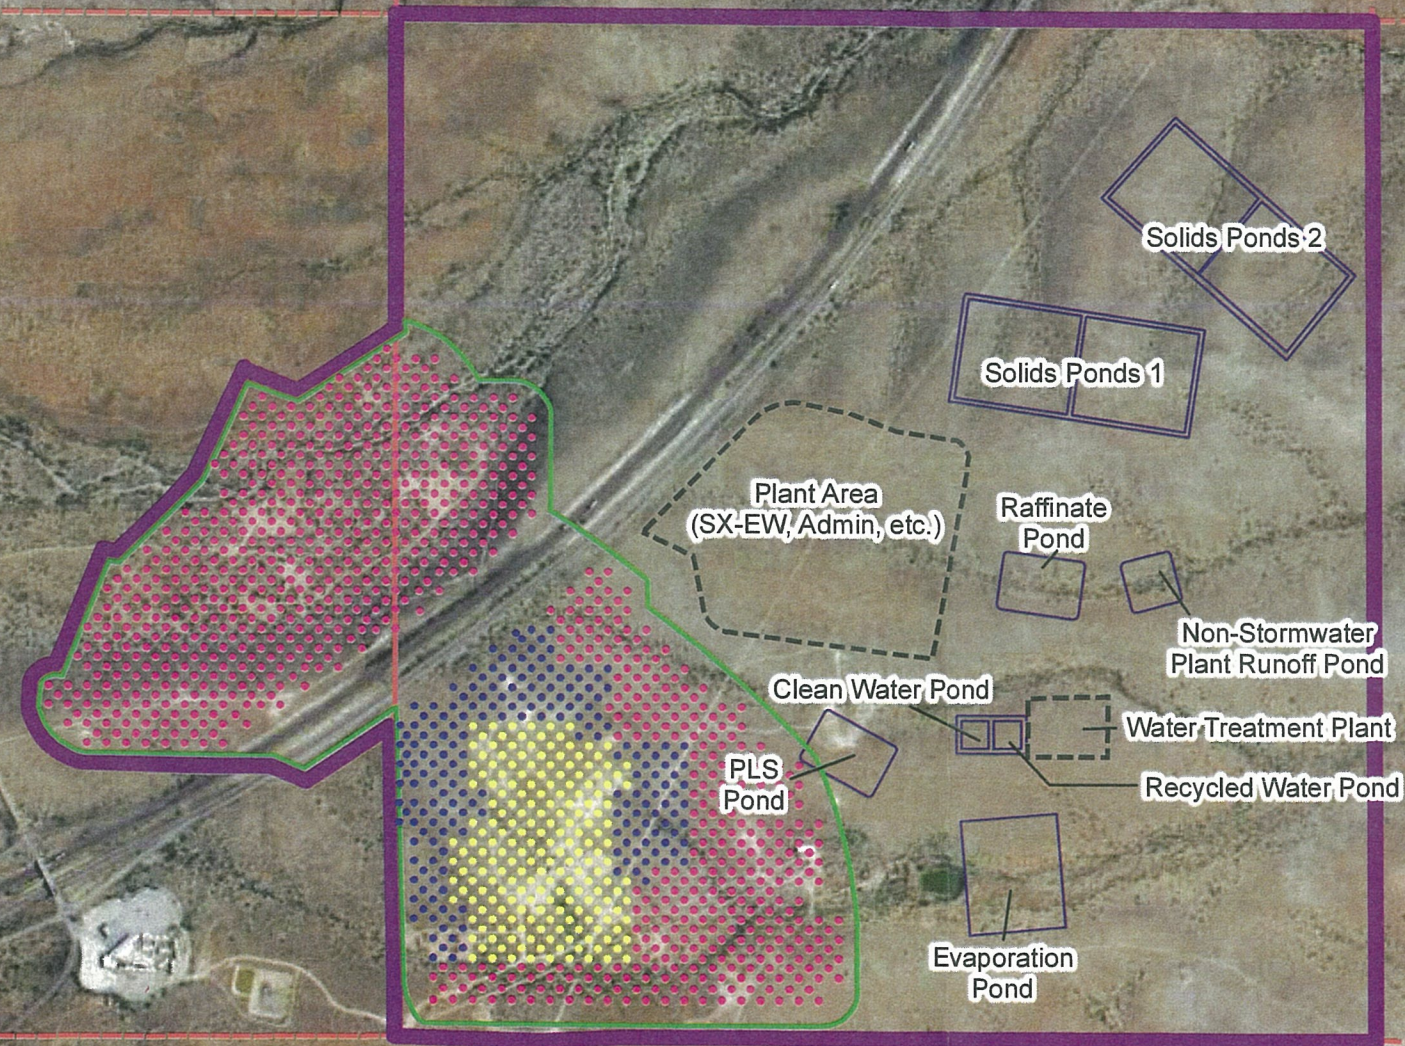 Solids Ponds 2
Solids Ponds 1
Plant Area
(SX-EW, Admin, etc.)
Raffinate
Pond
Non-Stormwater
Plant Runoff Pond
Clean Water Pond
Water Treatment Plant
PLS
Pond
Recycled Water Pond
Evaporation
Pond